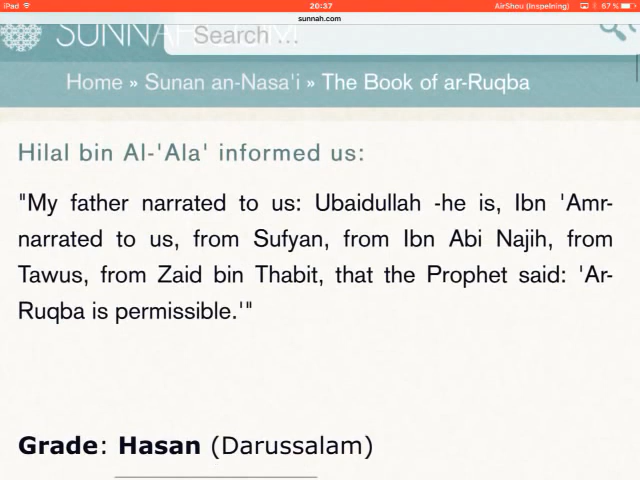 iPad 20:37 AirShou (Inspelning) 67 %
sunnah.com
Search ...
Home » Sunan an-Nasa'i » The Book of ar-Ruqba
Hilal bin Al-'Ala' informed us:
"My father narrated to us: Ubaidullah -he is, Ibn 'Amr-
narrated to us, from Sufyan, from Ibn Abi Najih, from
Tawus, from Zaid bin Thabit, that the Prophet said: 'Ar-
Ruqba is permissible.'"
Grade: Hasan (Darussalam)